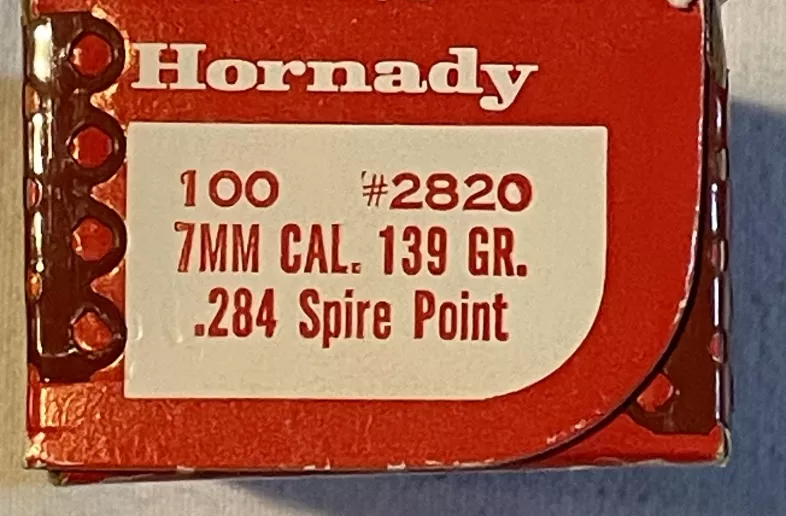 Hornady
100 #2820
7MM CAL. 139 GR.
.284 Spire Point